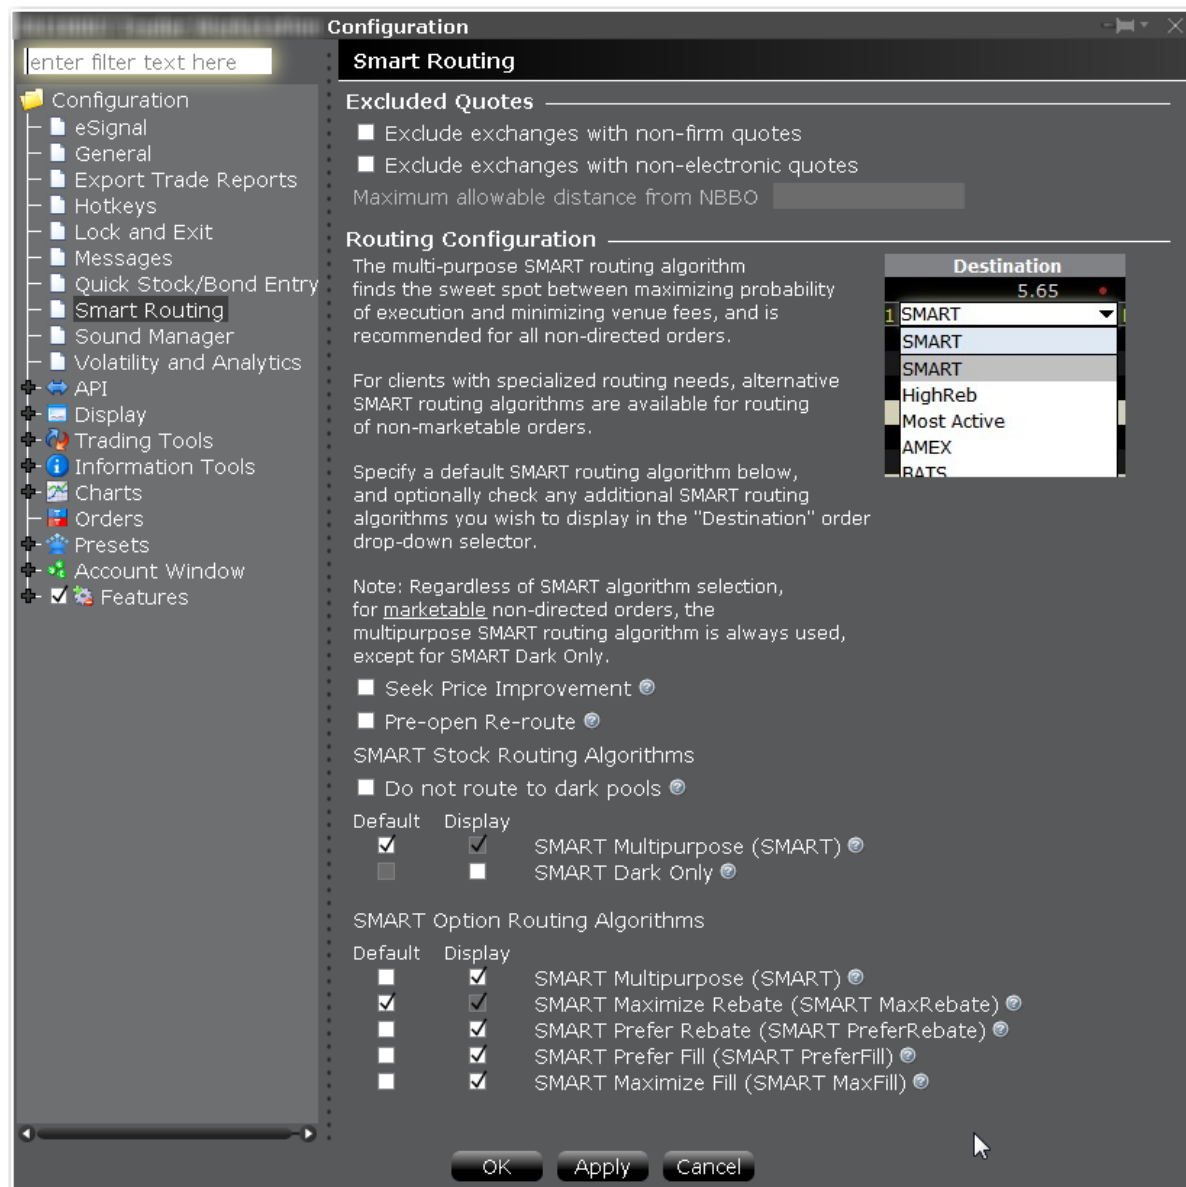 Configuration
enter filter text here
Configuration
eSignal
General
Export Trade Reports
Hotkeys
Lock and Exit
Messages
Quick Stock/Bond Entry
Smart Routing
Sound Manager
Volatility and Analytics
API
Display
Trading Tools
Information Tools
Charts
Orders
Presets
Account Window
Features
Smart Routing
Excluded Quotes
Exclude exchanges with non-firm quotes
Exclude exchanges with non-electronic quotes
Maximum allowable distance from NBBO
Routing Configuration
The multi-purpose SMART routing algorithm
finds the sweet spot between maximizing probability
of execution and minimizing venue fees, and is
recommended for all non-directed orders.
For clients with specialized routing needs, alternative
SMART routing algorithms are available for routing
of non-marketable orders.
Specify a default SMART routing algorithm below,
and optionally check any additional SMART routing
algorithms you wish to display in the "Destination" order
drop-down selector.
Note: Regardless of SMART algorithm selection,
for marketable non-directed orders, the
multipurpose SMART routing algorithm is always used,
except for SMART Dark Only.
Destination
5.65
1 SMART
SMART
SMART
HighReb
Most Active
AMEX
BATS
Seek Price Improvement
Pre-open Re-route
SMART Stock Routing Algorithms
Do not route to dark pools
Default Display
SMART Multipurpose (SMART)
SMART Dark Only
SMART Option Routing Algorithms
Default Display
SMART Multipurpose (SMART)
SMART Maximize Rebate (SMART MaxRebate)
SMART Prefer Rebate (SMART PreferRebate)
SMART Prefer Fill (SMART PreferFill)
SMART Maximize Fill (SMART MaxFill)
OK Apply Cancel